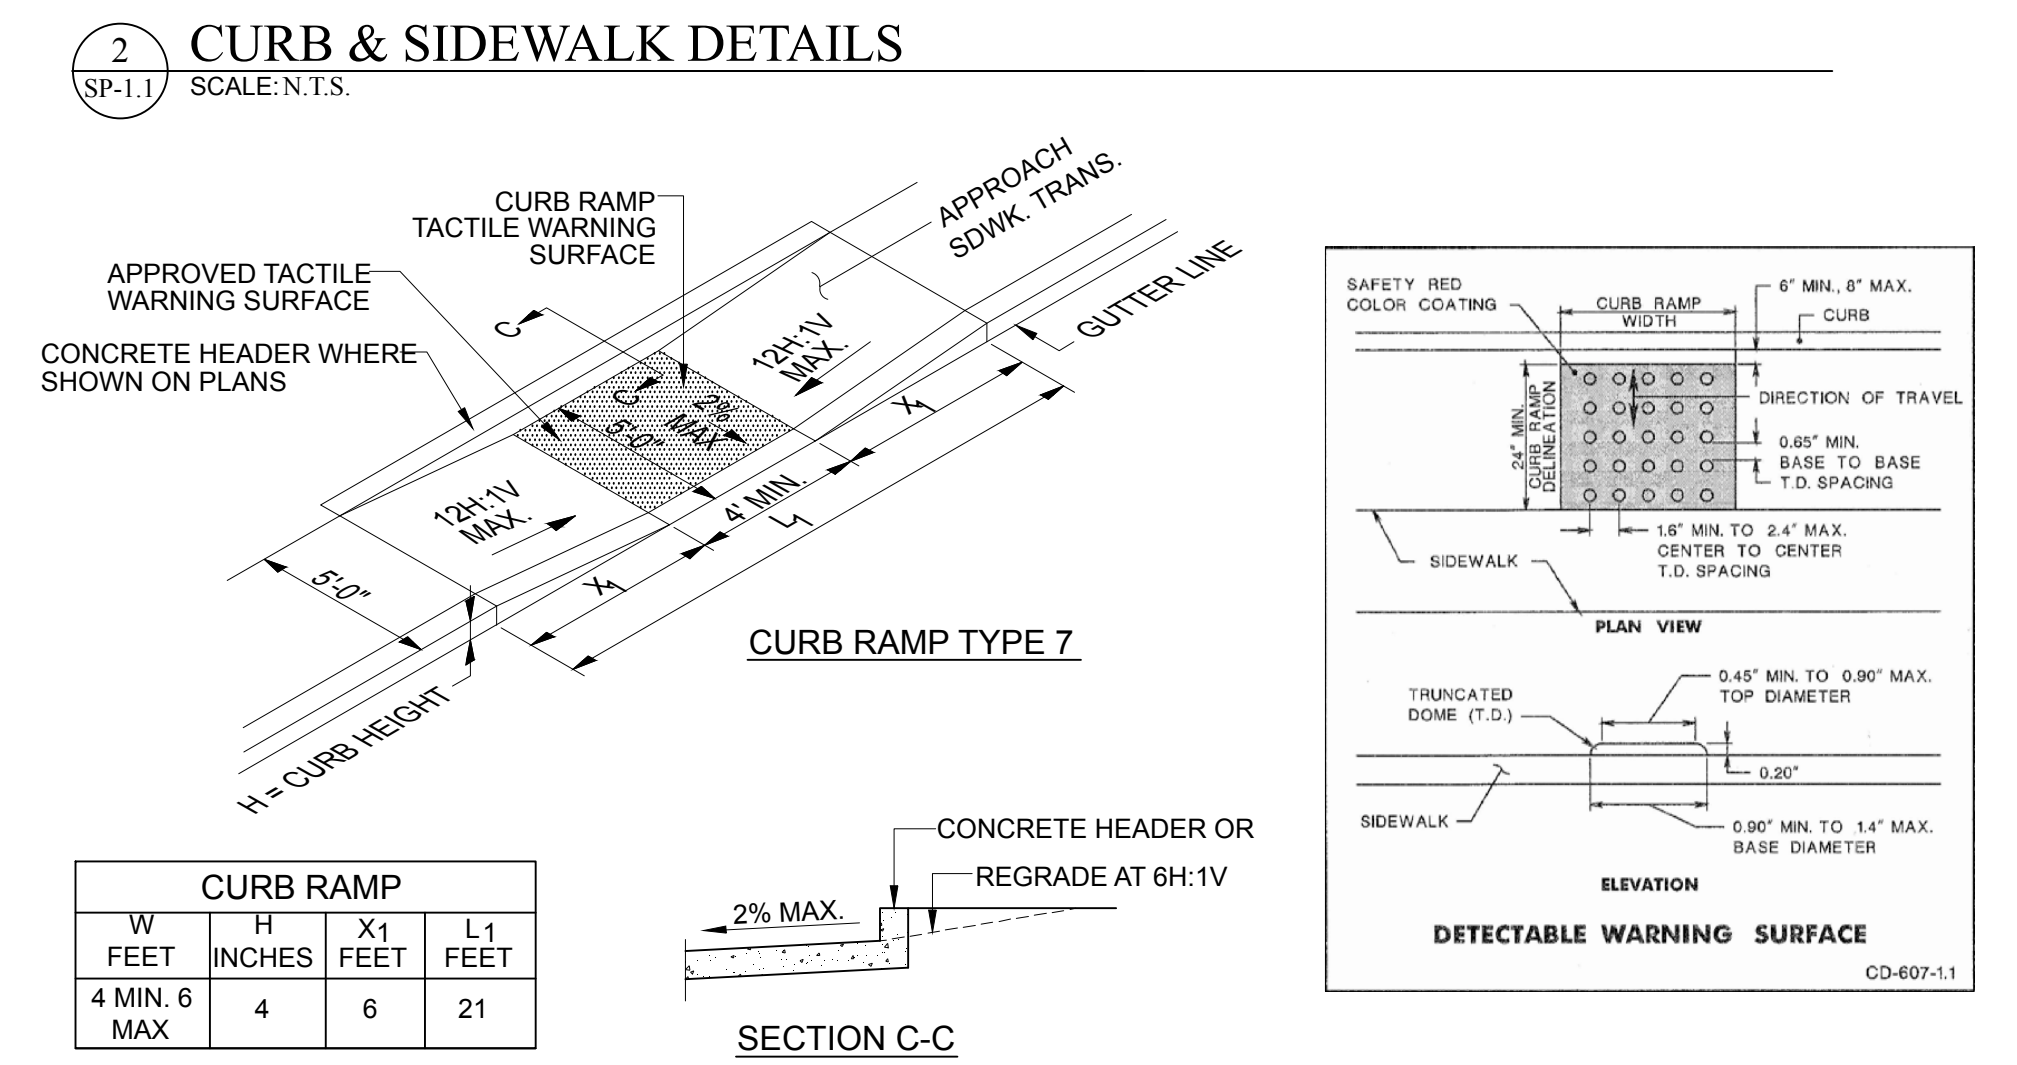 2
SP-1.1
CURB & SIDEWALK DETAILS
SCALE: N.T.S.
CURB RAMP
TACTILE WARNING
SURFACE
APPROACH
SDWK. TRANS.
APPROVED TACTILE
WARNING SURFACE
GUTTER LINE
CONCRETE HEADER WHERE
SHOWN ON PLANS
C
C
12H:1V
MAX.
2%
MAX
5'-0"
X1
4' MIN.
L1
12H:1V
MAX.
X1
5'-0"
H = CURB HEIGHT
CURB RAMP TYPE 7
CURB RAMP
W
FEET
H
INCHES
X1
FEET
L1
FEET
4 MIN. 6
MAX
4
6
21
CONCRETE HEADER OR
REGRADE AT 6H:1V
2% MAX.
SECTION C-C
SAFETY RED
COLOR COATING
CURB RAMP
WIDTH
6" MIN., 8" MAX.
CURB
24" MIN.
CURB RAMP
DELINEATION
DIRECTION OF TRAVEL
0.65" MIN.
BASE TO BASE
T.D. SPACING
1.6" MIN. TO 2.4" MAX.
CENTER TO CENTER
T.D. SPACING
SIDEWALK
PLAN VIEW
0.45" MIN. TO 0.90" MAX.
TOP DIAMETER
TRUNCATED
DOME (T.D.)
0.20"
SIDEWALK
0.90" MIN. TO 1.4" MAX.
BASE DIAMETER
ELEVATION
DETECTABLE WARNING SURFACE
CD-607-1.1